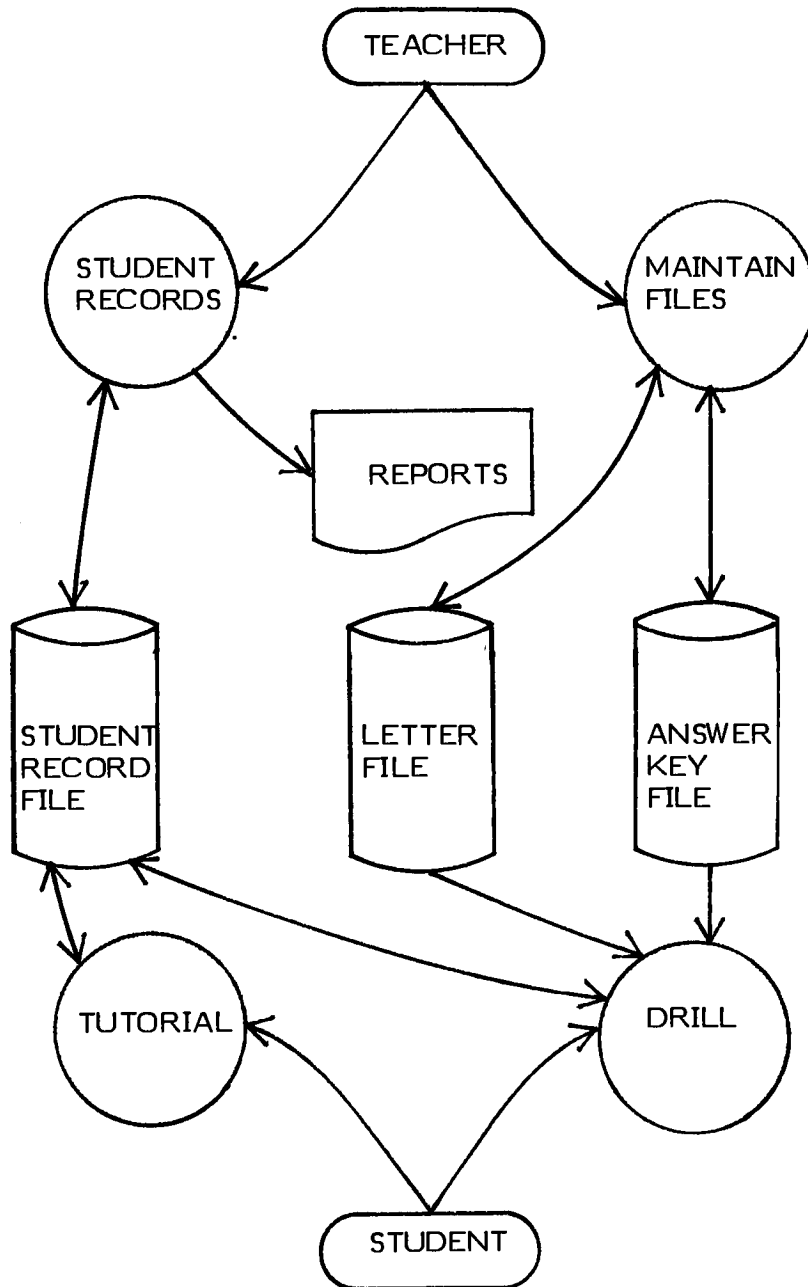 TEACHER
STUDENT
RECORDS
MAINTAIN
FILES
REPORTS
STUDENT
RECORD
FILE
LETTER
FILE
ANSWER
KEY
FILE
TUTORIAL
DRILL
STUDENT